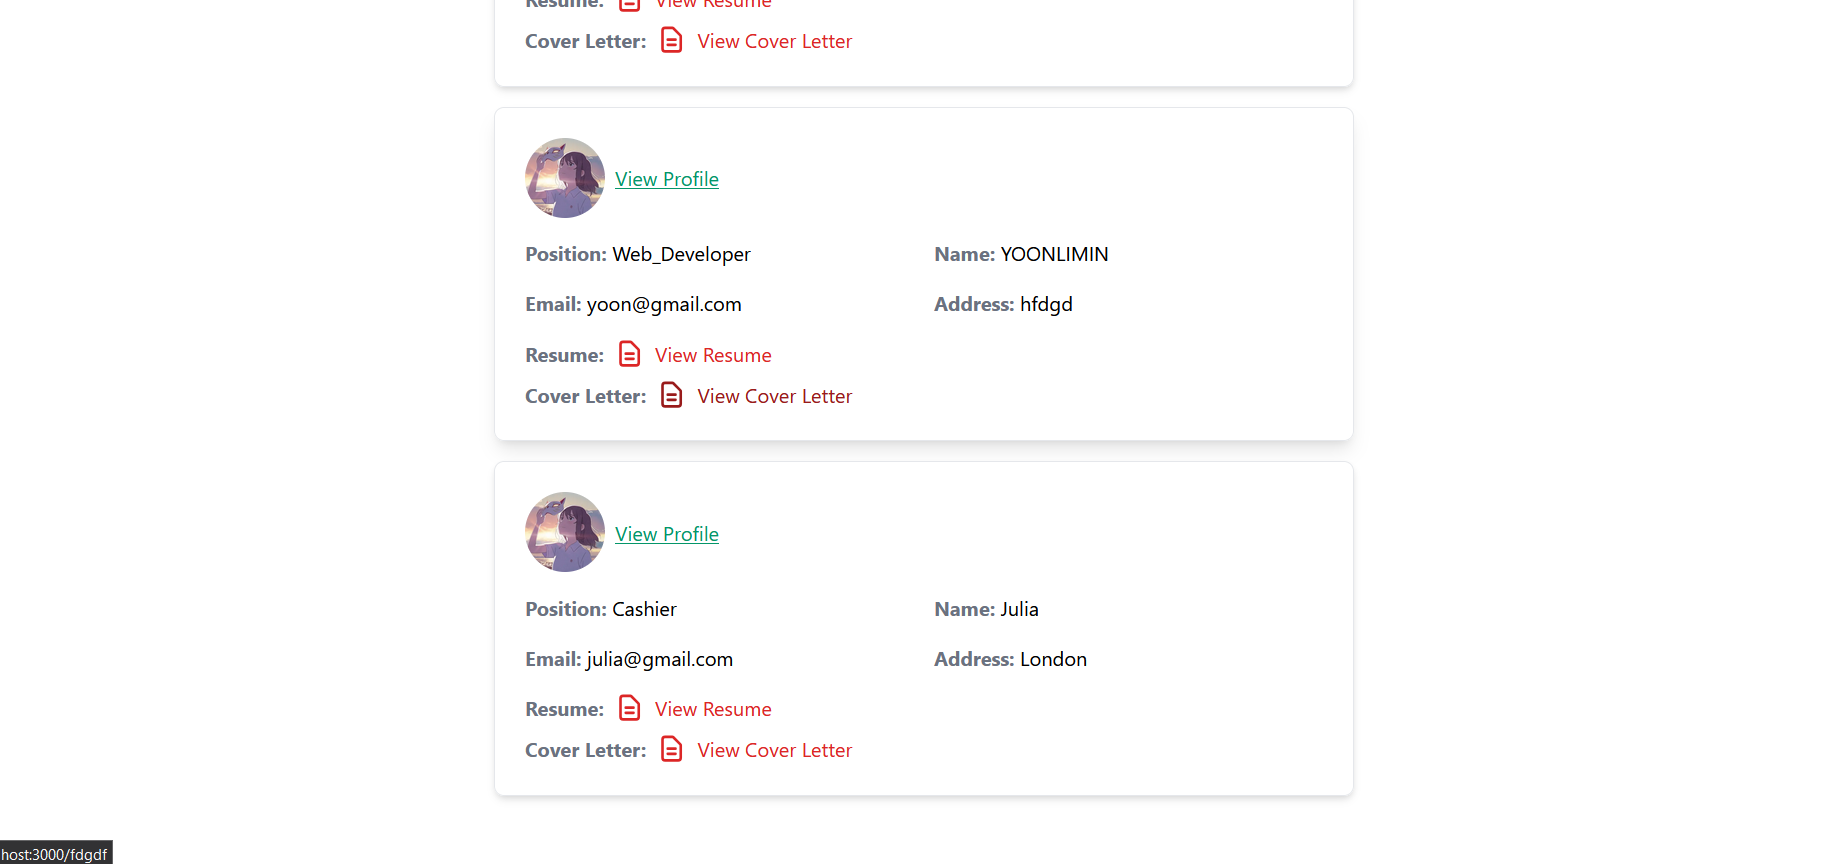 Resume: View Resume
Cover Letter: View Cover Letter
View Profile
Position: Web_Developer Name: YOONLIMIN
Email: yoon@gmail.com Address: hfdgd
Resume: View Resume
Cover Letter: View Cover Letter
View Profile
Position: Cashier Name: Julia
Email: julia@gmail.com Address: London
Resume: View Resume
Cover Letter: View Cover Letter
host:3000/fdgdf